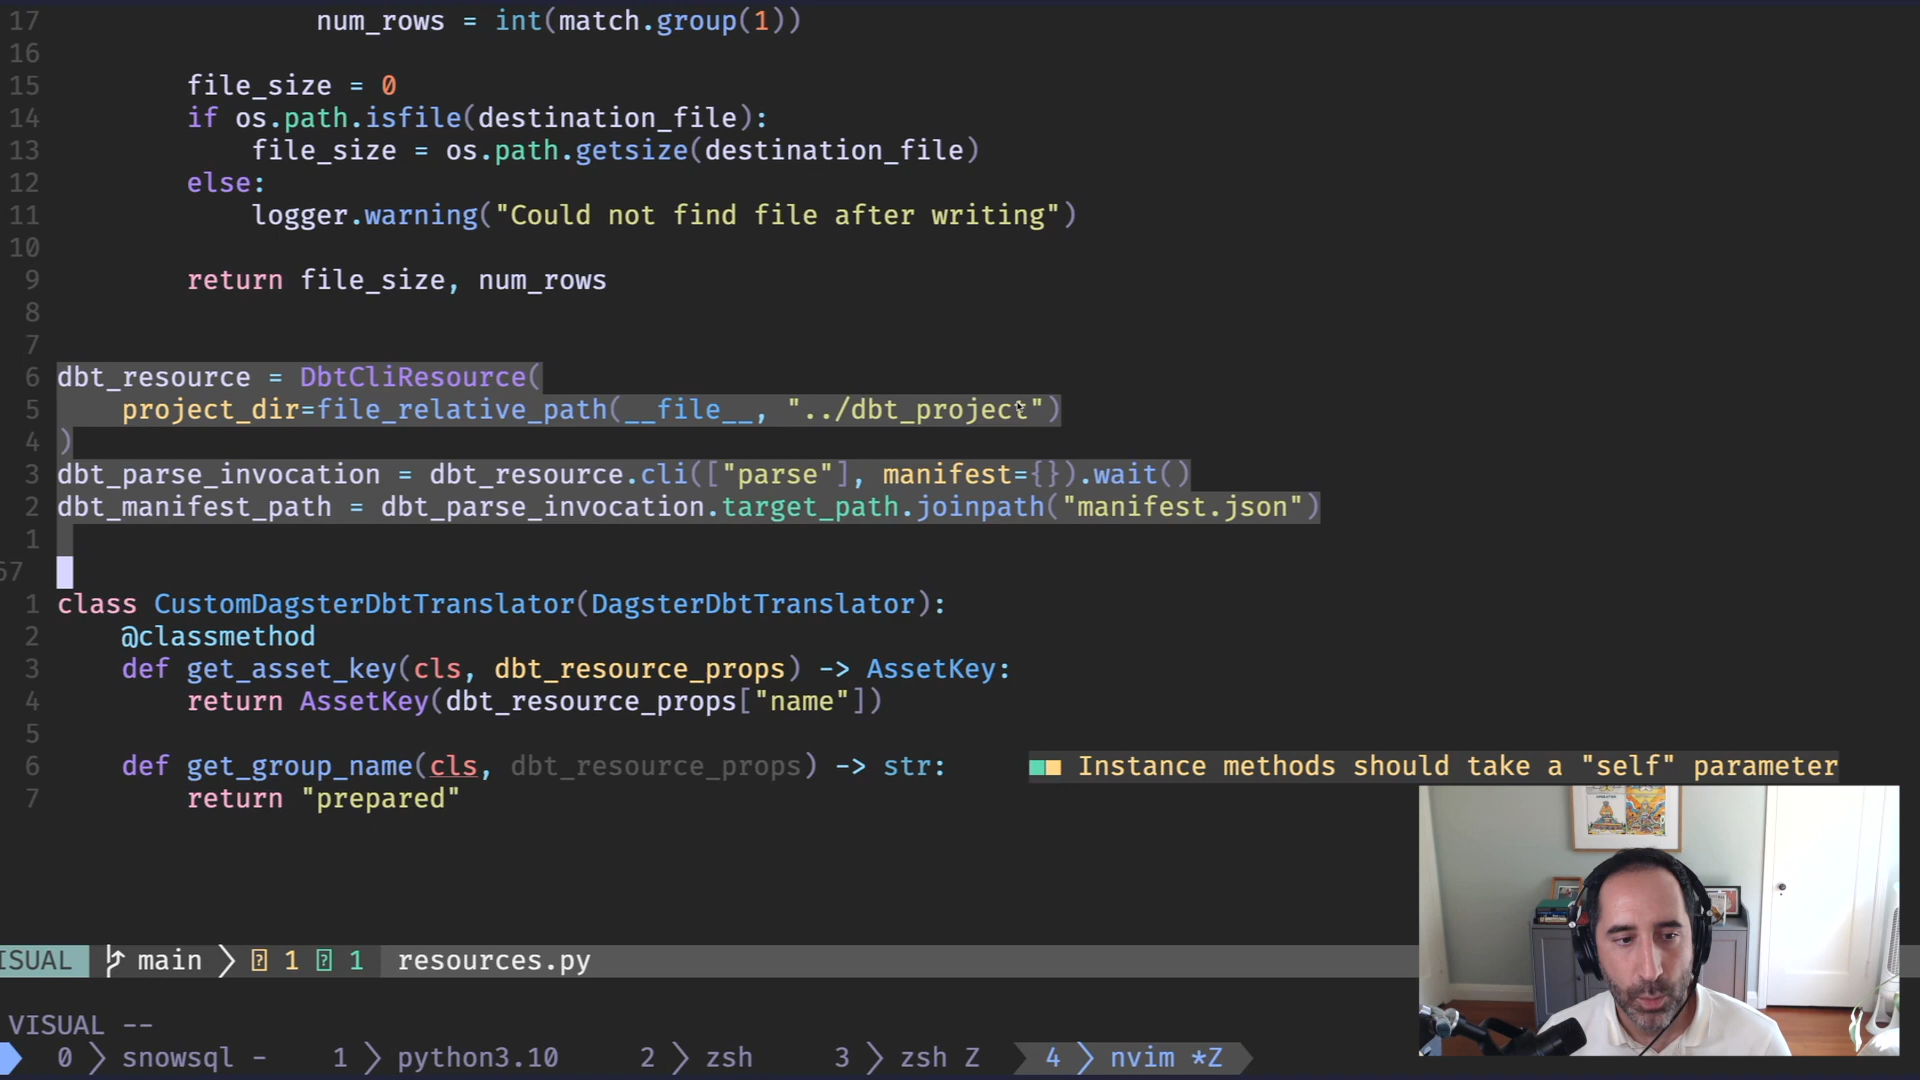 17 num_rows = int(match.group(1))
16
15 file_size = 0
14 if os.path.isfile(destination_file):
13 file_size = os.path.getsize(destination_file)
12 else:
11 logger.warning("Could not find file after writing")
10
9 return file_size, num_rows
8
7
6 dbt_resource = DbtCliResource(
5 project_dir=file_relative_path(__file__, "../dbt_project")
4 )
3 dbt_parse_invocation = dbt_resource.cli(["parse"], manifest={}).wait()
2 dbt_manifest_path = dbt_parse_invocation.target_path.joinpath("manifest.json")
1
67
1 class CustomDagsterDbtTranslator(DagsterDbtTranslator):
2 @classmethod
3 def get_asset_key(cls, dbt_resource_props) -> AssetKey:
4 return AssetKey(dbt_resource_props["name"])
5
6 def get_group_name(cls, dbt_resource_props) -> str: Instance methods should take a "self" parameter
7 return "prepared"
ISUAL main 1 1 resources.py
VISUAL --
0 snowsql - 1 python3.10 2 zsh 3 zsh Z 4 nvim *Z